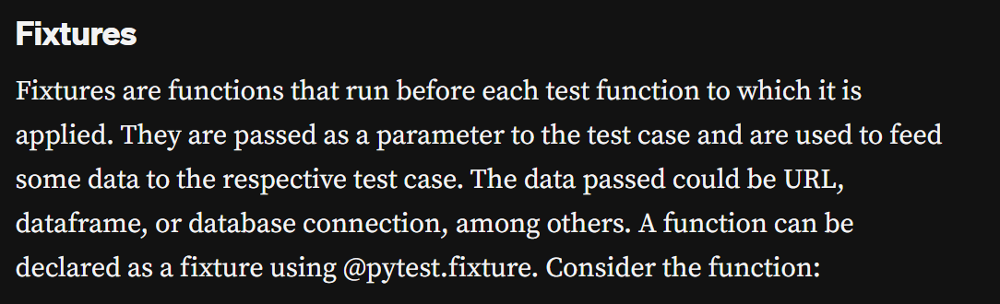 Fixtures
Fixtures are functions that run before each test function to which it is
applied. They are passed as a parameter to the test case and are used to feed
some data to the respective test case. The data passed could be URL,
dataframe, or database connection, among others. A function can be
declared as a fixture using @pytest.fixture. Consider the function: